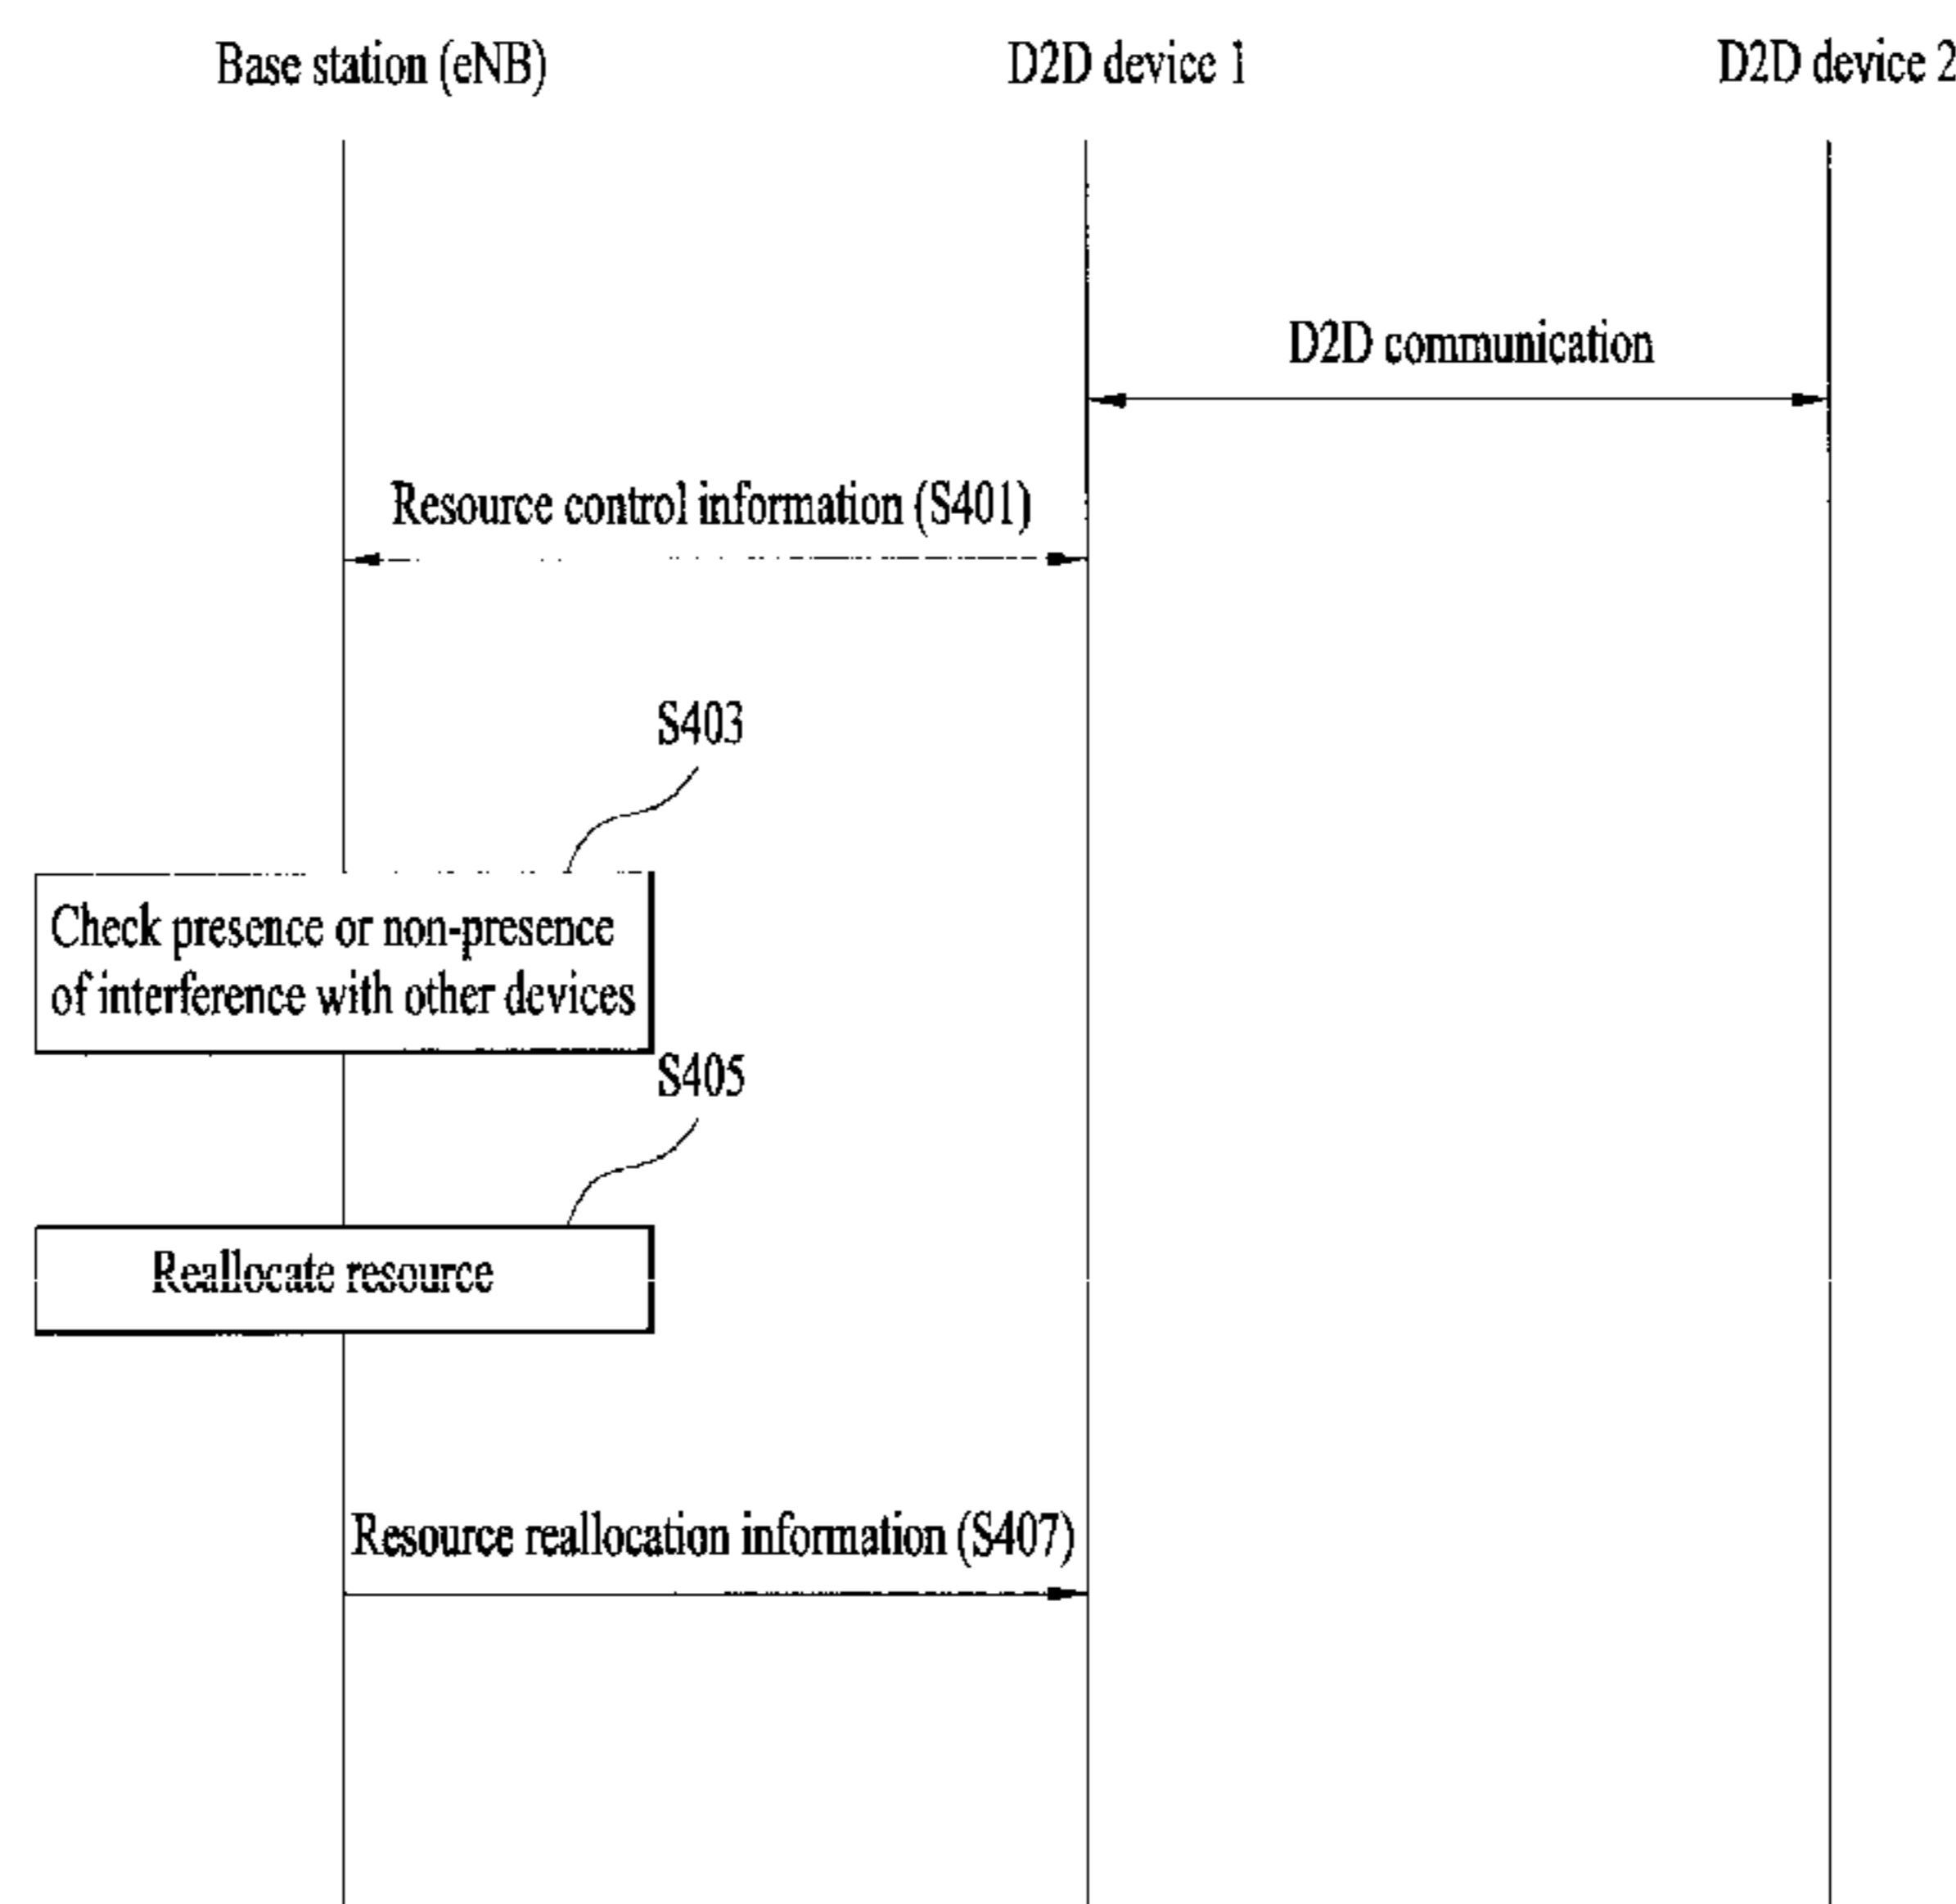 Base station (eNB)
D2D device 1
D2D device 2
D2D communication
Resource control information (S401)
S403
Check presence or non-presence
of interference with other devices
S405
Reallocate resource
Resource reallocation information (S407)